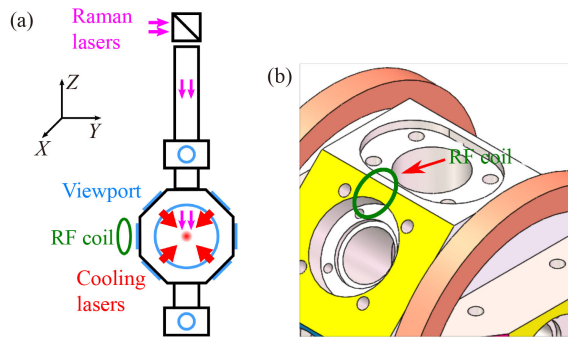 (a)
Raman
lasers
Z
Y
X
Viewport
RF coil
Cooling
lasers
(b)
RF coil